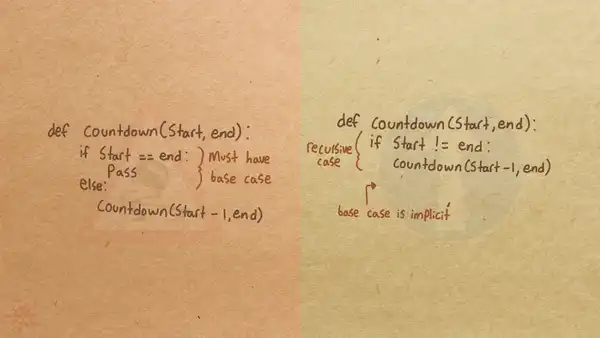 def Countdown(Start, end):
if Start == end:
Pass
else:
Countdown(Start - 1, end)
Must have
base case
def Countdown(Start, end):
if Start != end:
Countdown(Start-1, end)
recursive
case
base case is implicit